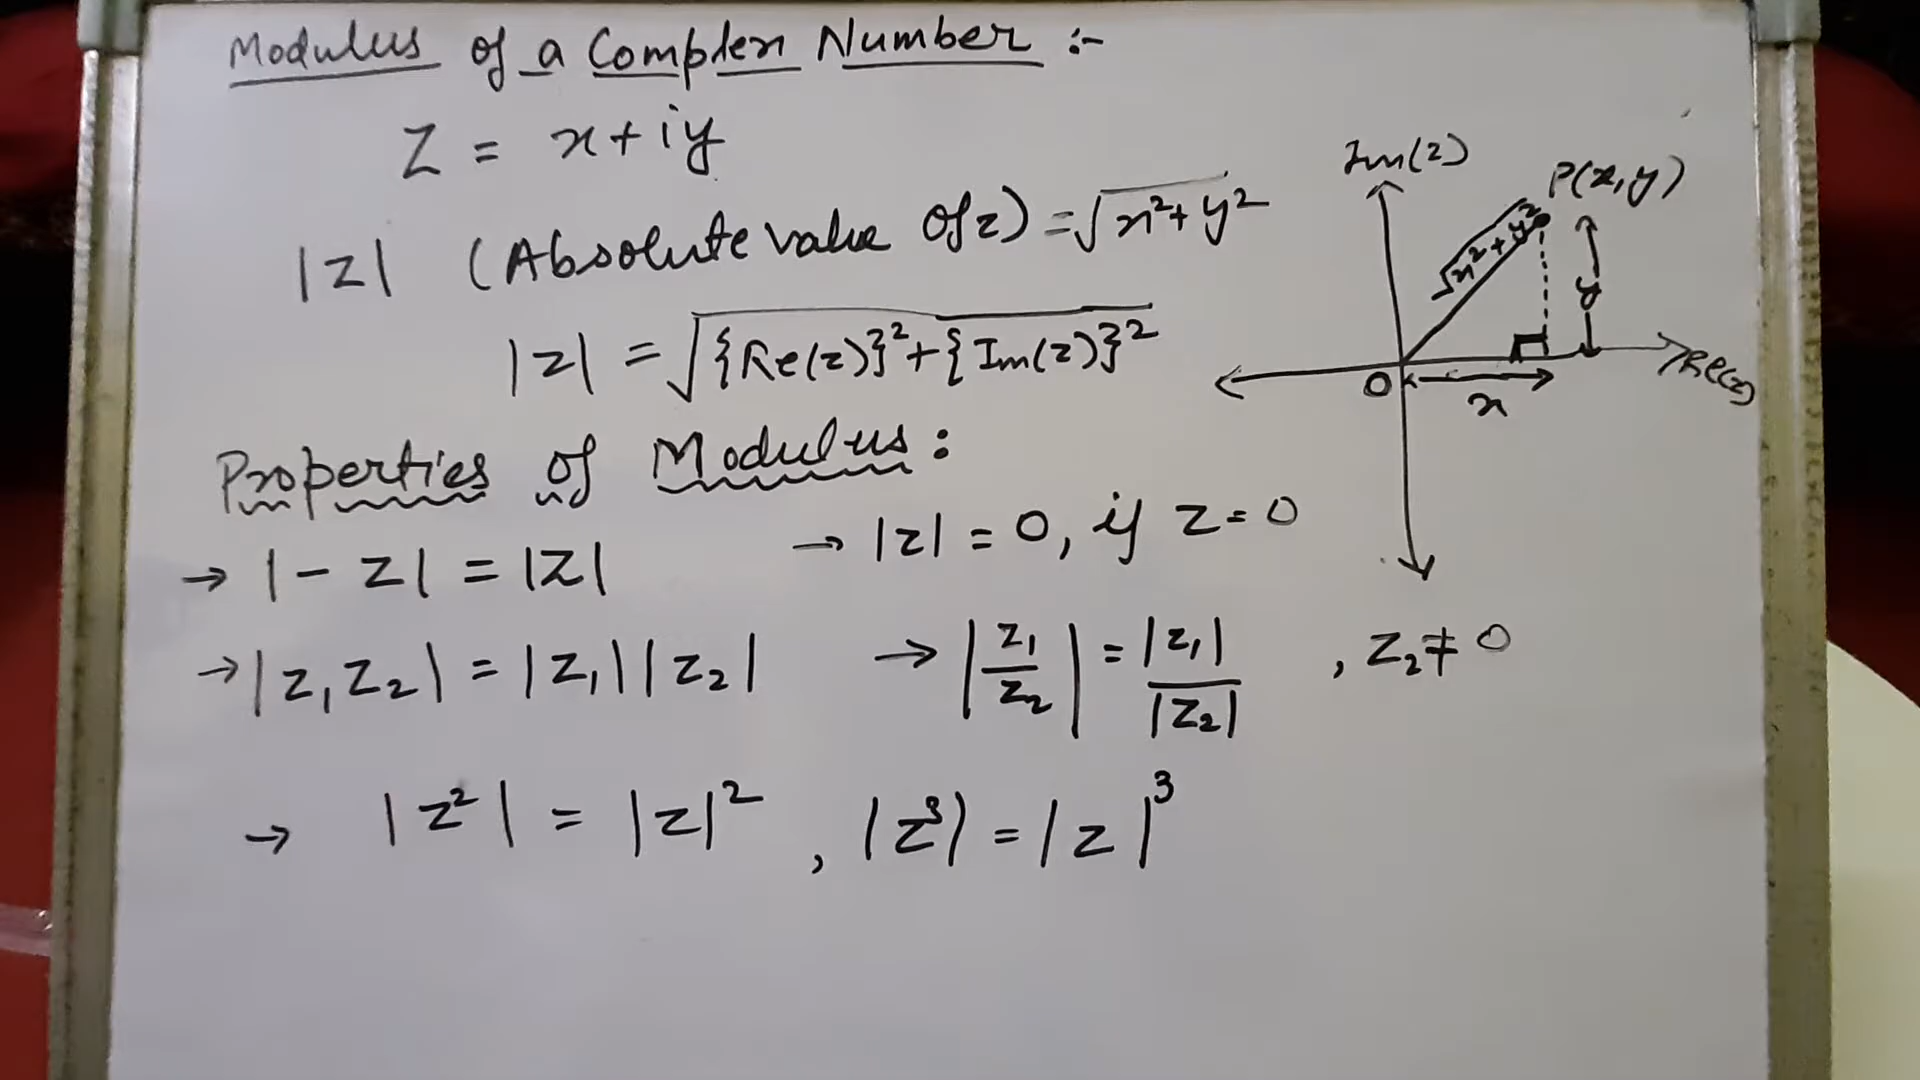 Modulus of a Complex Number :-
Z = x+iy
|z| (Absolute value of z) = √x²+y²
|z| = √{Re(z)}²+{Im(z)}²
Im(z)
P(x,y)
√x²+y²
y
Re(z)
O
x
Properties of Modulus :
→ |-z| = |z|
→ |z| = 0, if z=0
→ |z₁z₂| = |z₁||z₂|
→ |z₁/z₂| = |z₁|/|z₂| , z₂≠0
→ |z²| = |z|² , |z³| = |z|³